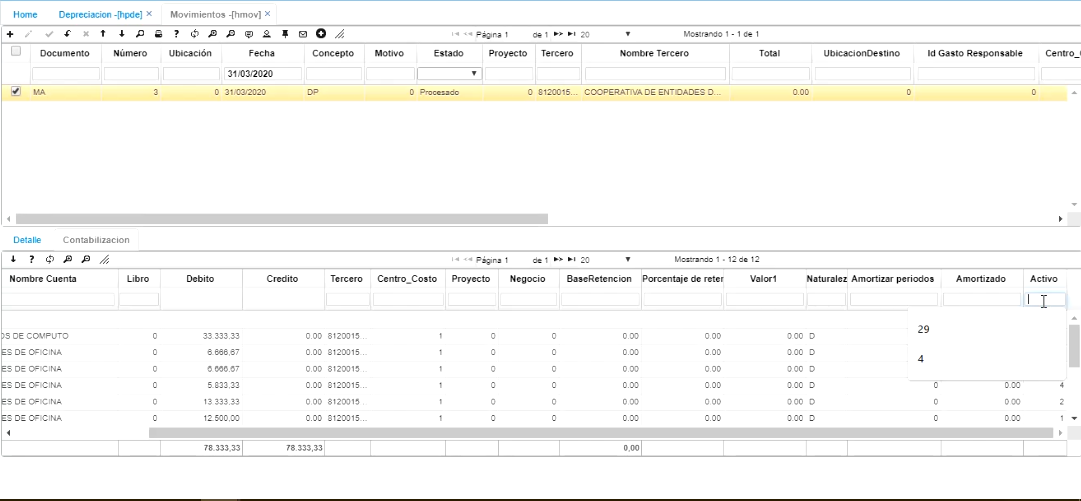 Home Depreciacion -[hpde] × Movimientos -[hmov] ×
Página 1 de 1 20 Mostrando 1 - 1 de 1
Documento Número Ubicación Fecha Concepto Motivo Estado Proyecto Tercero Nombre Tercero Total UbicacionDestino Id Gasto Responsable Centro_
31/03/2020
MA 3 0 31/03/2020 DP 0 Procesado 0 8120015... COOPERATIVA DE ENTIDADES D... 0.00 0 0
Detalle Contabilizacion
Página 1 de 1 20 Mostrando 1 - 12 de 12
Nombre Cuenta Libro Debito Credito Tercero Centro_Costo Proyecto Negocio BaseRetencion Porcentaje de reter Valor1 Naturalez Amortizar periodos Amortizado Activo
29
OS DE COMPUTO 0 33.333,33 0.00 8120015... 1 0 0 0.00 0.00 0.00 D
ES DE OFICINA 0 6.666,67 0.00 8120015... 1 0 0 0.00 0.00 0.00 D
4
ES DE OFICINA 0 6.666,67 0.00 8120015... 1 0 0 0.00 0.00 0.00 D
ES DE OFICINA 0 5.833,33 0.00 8120015... 1 0 0 0.00 0.00 0.00 D 0 0.00 4
ES DE OFICINA 0 13.333,33 0.00 8120015... 1 0 0 0.00 0.00 0.00 D 0 0.00 2
ES DE OFICINA 0 12.500,00 0.00 8120015... 1 0 0 0.00 0.00 0.00 D 0 0.00 1
78.333,33 78.333,33 0,00